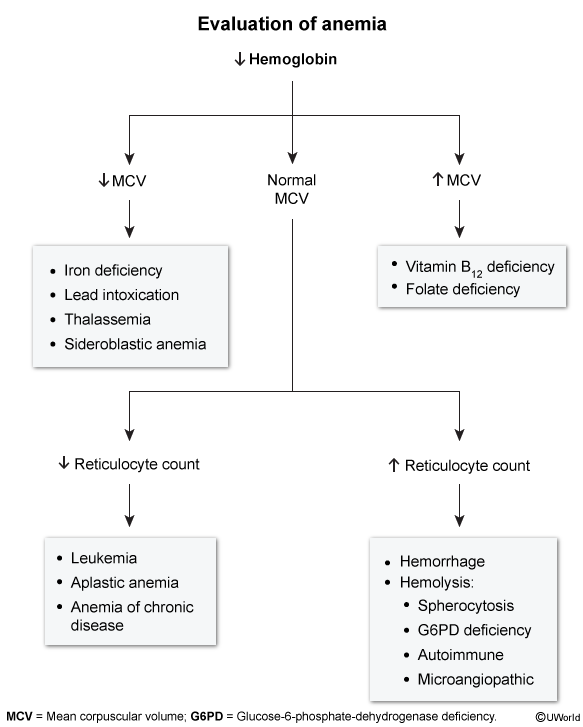 Evaluation of anemia
↓ Hemoglobin
↓ MCV
Normal
MCV
↑ MCV
• Iron deficiency
• Lead intoxication
• Thalassemia
• Sideroblastic anemia
• Vitamin B12 deficiency
• Folate deficiency
↓ Reticulocyte count
↑ Reticulocyte count
• Leukemia
• Aplastic anemia
• Anemia of chronic
disease
• Hemorrhage
• Hemolysis:
• Spherocytosis
• G6PD deficiency
• Autoimmune
• Microangiopathic
MCV = Mean corpuscular volume; G6PD = Glucose-6-phosphate-dehydrogenase deficiency.
©UWorld